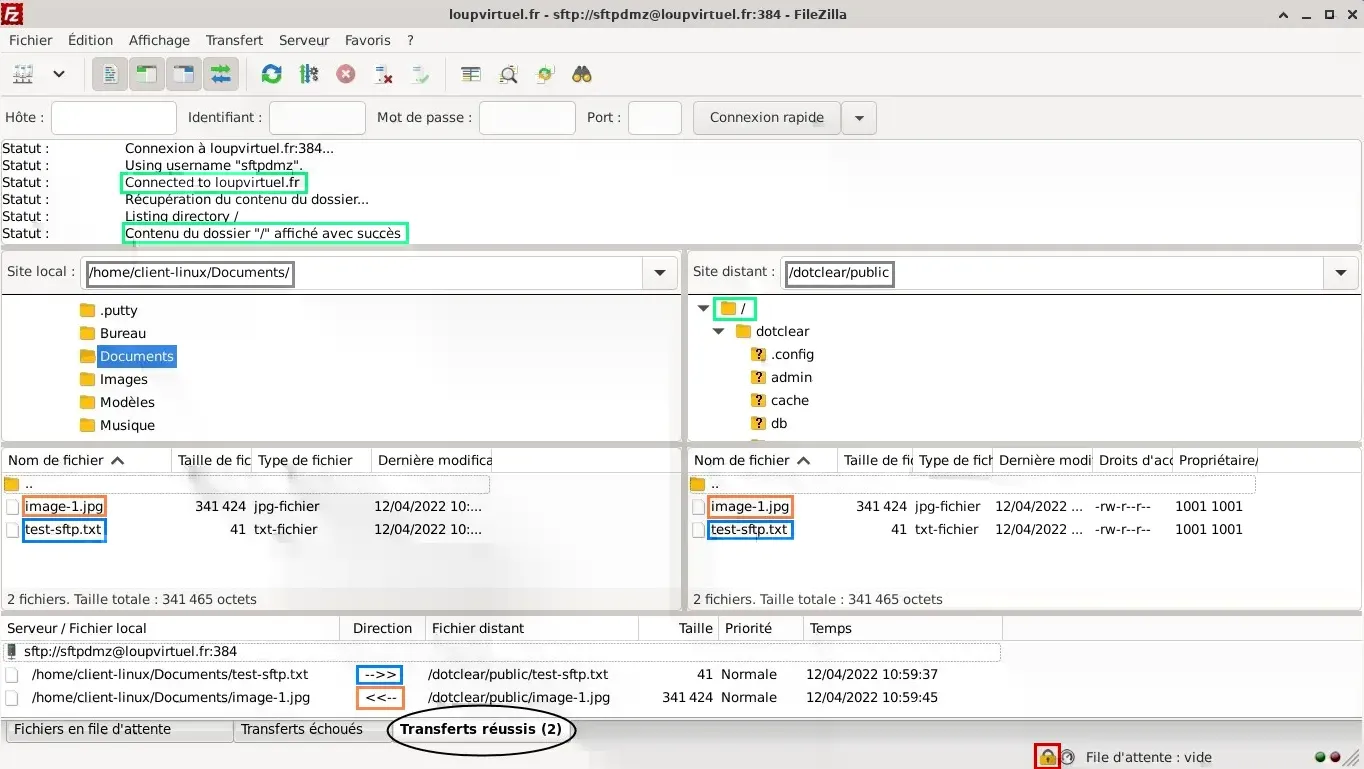 loupvirtuel.fr - sftp://sftpdmz@loupvirtuel.fr:384 - FileZilla
Fichier Édition Affichage Transfert Serveur Favoris ?
Hôte : Identifiant : Mot de passe : Port : Connexion rapide
Statut : Connexion à loupvirtuel.fr:384...
Statut : Using username "sftpdmz".
Statut : Connected to loupvirtuel.fr
Statut : Récupération du contenu du dossier...
Statut : Listing directory /
Statut : Contenu du dossier "/" affiché avec succès
Site local : /home/client-linux/Documents/
.putty
Bureau
Documents
Images
Modèles
Musique
Site distant : /dotclear/public
/
dotclear
? .config
? admin
? cache
? db
Nom de fichier Taille de fic Type de fichier Dernière modifica
..
image-1.jpg 341 424 jpg-fichier 12/04/2022 10:...
test-sftp.txt 41 txt-fichier 12/04/2022 10:...
2 fichiers. Taille totale : 341 465 octets
Nom de fichier Taille de fic Type de fich Dernière modi Droits d'acc Propriétaire/
..
image-1.jpg 341 424 jpg-fichier 12/04/2022 ... -rw-r--r-- 1001 1001
test-sftp.txt 41 txt-fichier 12/04/2022 ... -rw-r--r-- 1001 1001
2 fichiers. Taille totale : 341 465 octets
Serveur / Fichier local Direction Fichier distant Taille Priorité Temps
sftp://sftpdmz@loupvirtuel.fr:384
/home/client-linux/Documents/test-sftp.txt -->> /dotclear/public/test-sftp.txt 41 Normale 12/04/2022 10:59:37
/home/client-linux/Documents/image-1.jpg <<-- /dotclear/public/image-1.jpg 341 424 Normale 12/04/2022 10:59:45
Fichiers en file d'attente Transferts échoués Transferts réussis (2)
File d'attente : vide